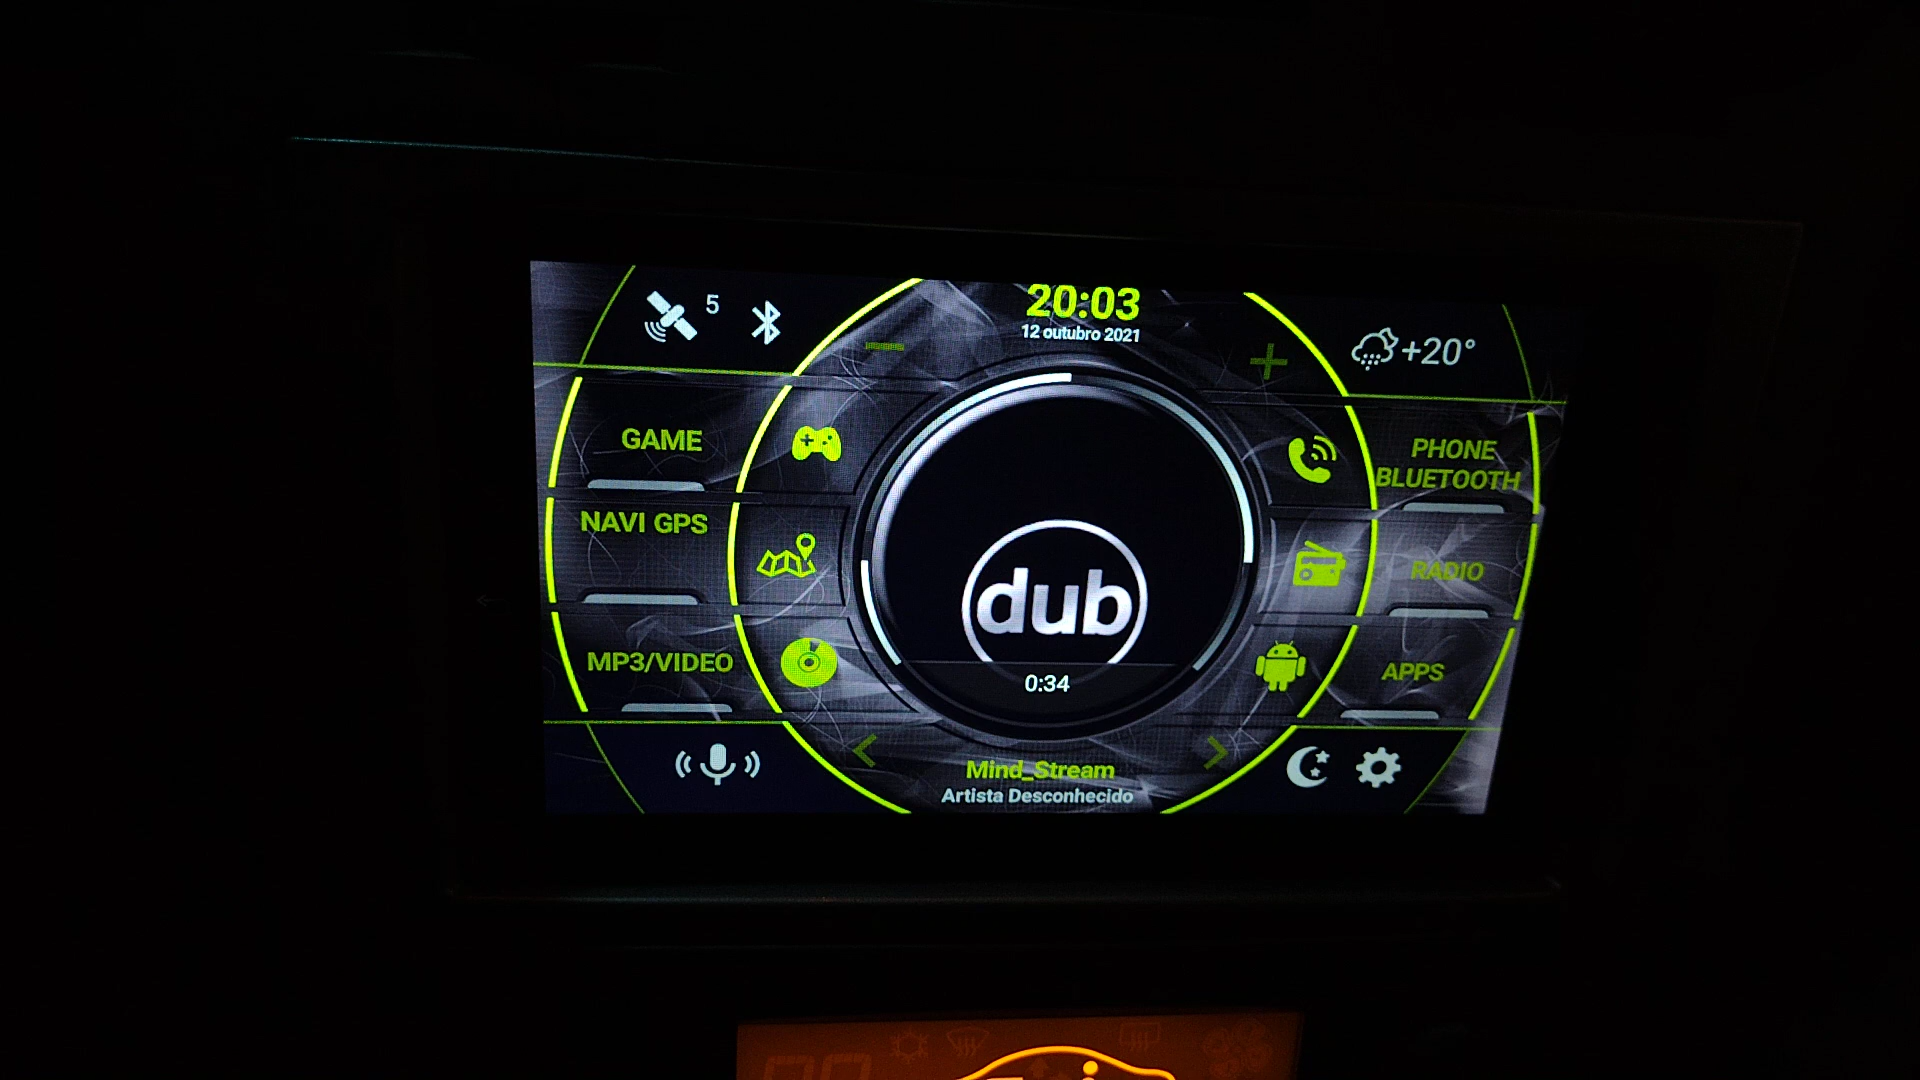 5
20:03
12 outubro 2021
+20°
GAME
PHONE
BLUETOOTH
NAVI GPS
RADIO
MP3/VIDEO
APPS
dub
0:34
Mind_Stream
Artista Desconhecido